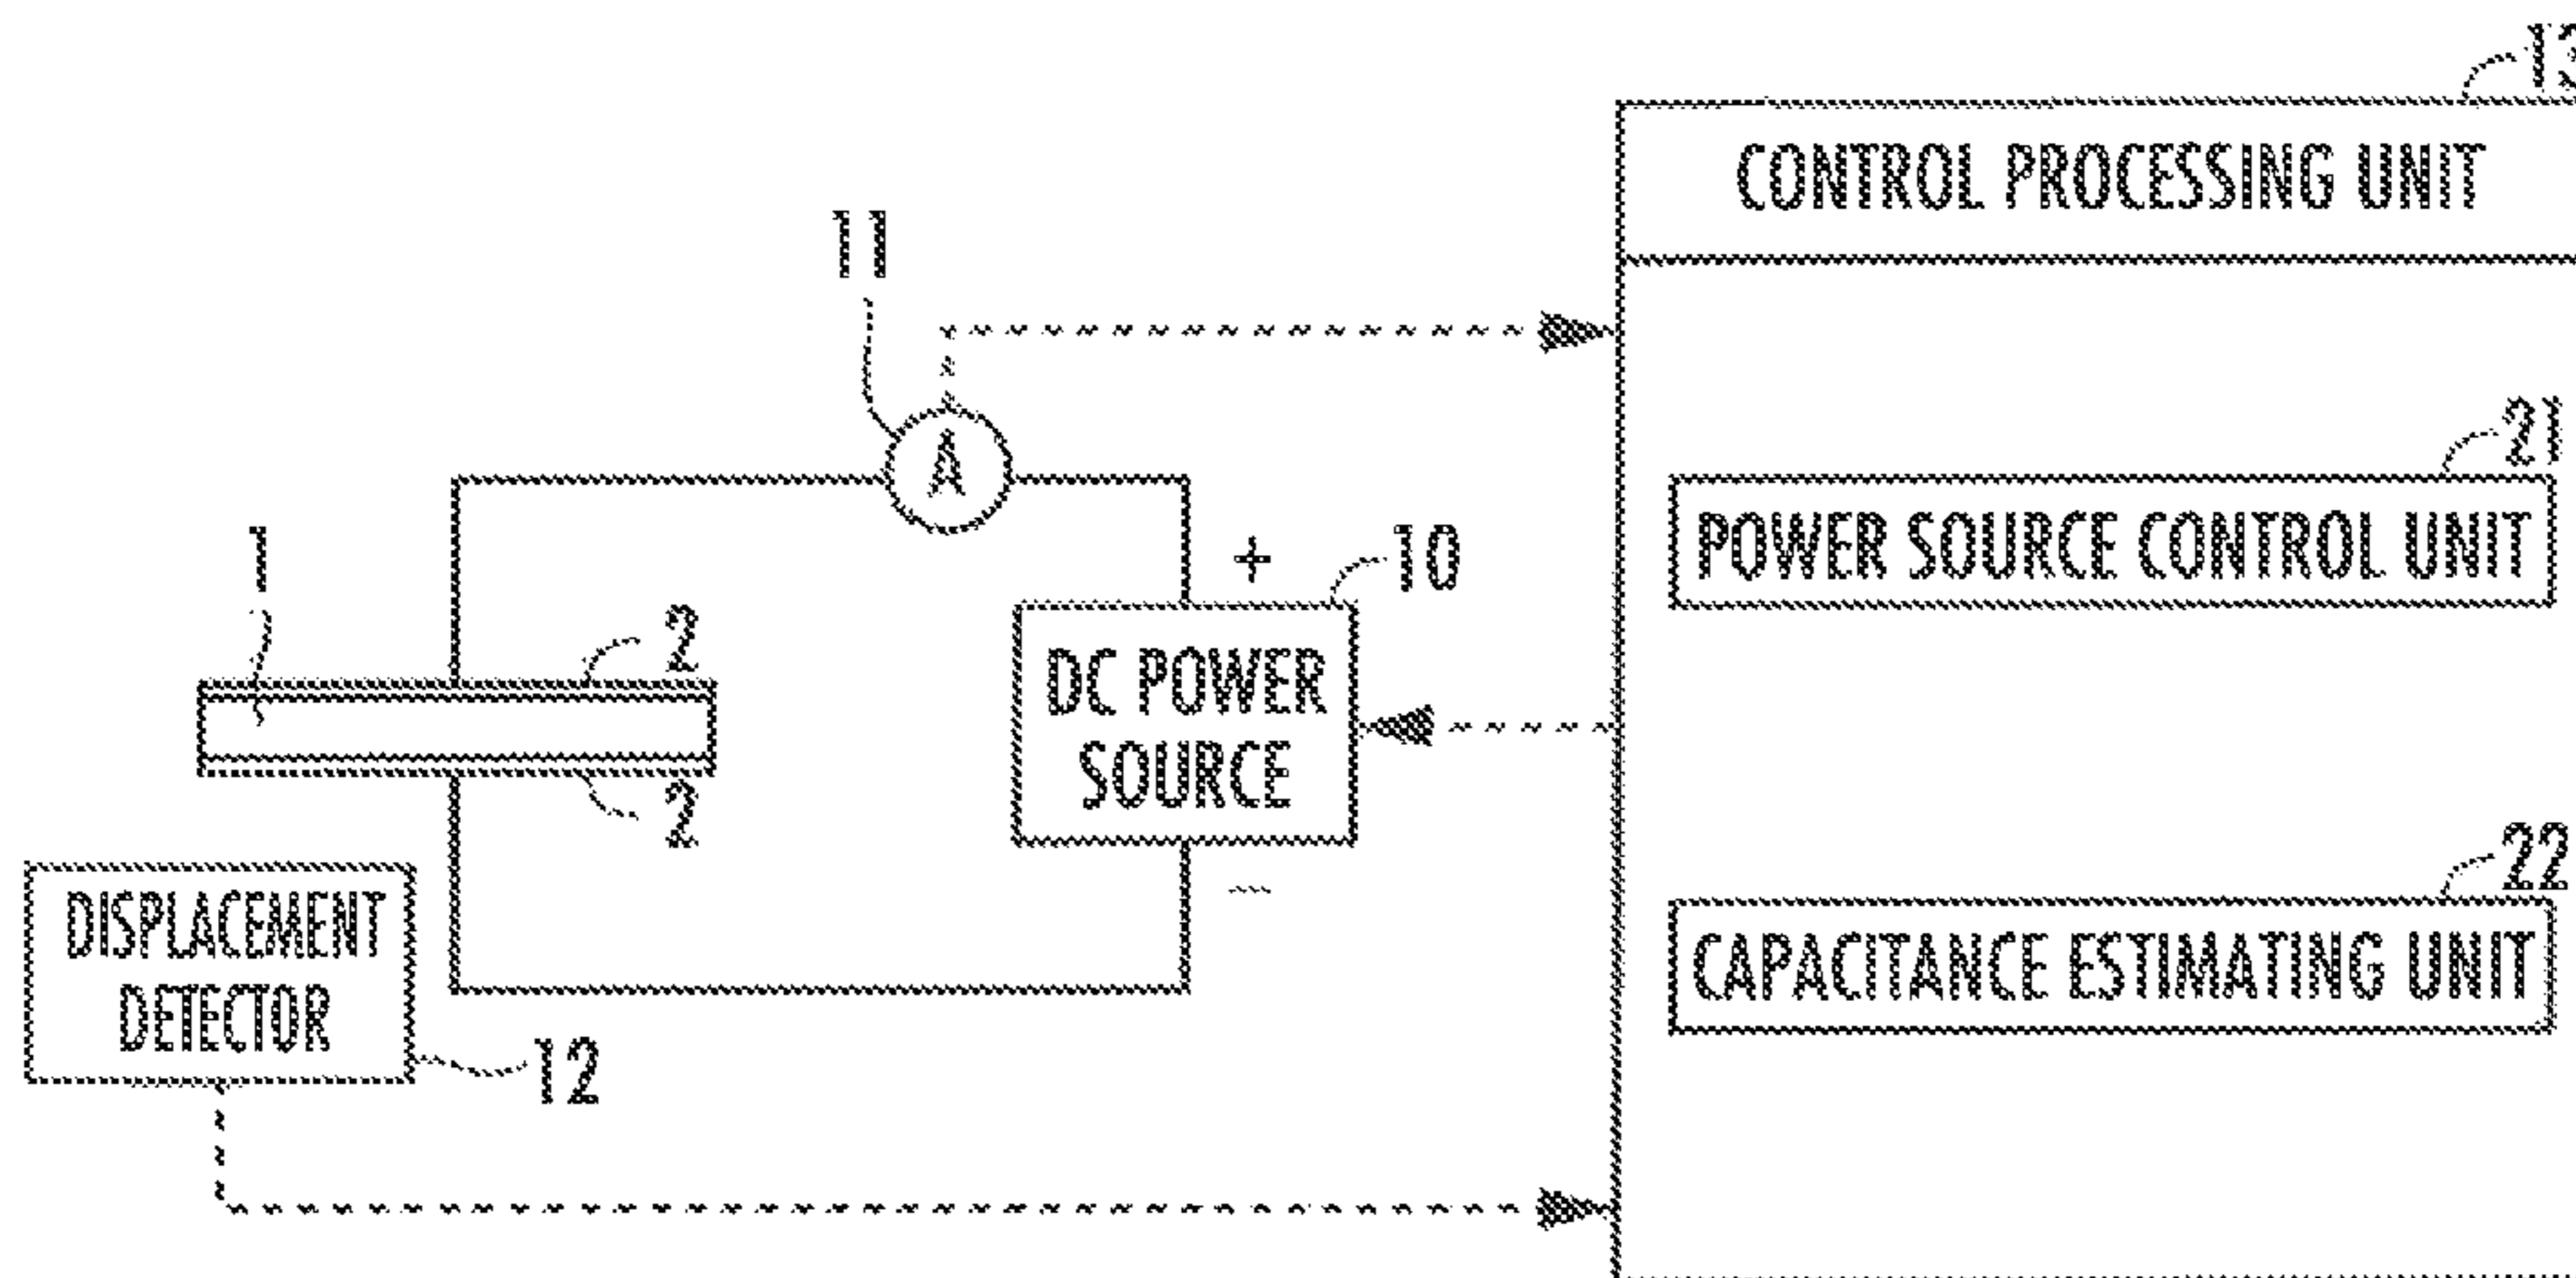 13
CONTROL PROCESSING UNIT
11
A
21
POWER SOURCE CONTROL UNIT
+
10
1
2
DC POWER
SOURCE
2
−
22
CAPACITANCE ESTIMATING UNIT
DISPLACEMENT
DETECTOR
12